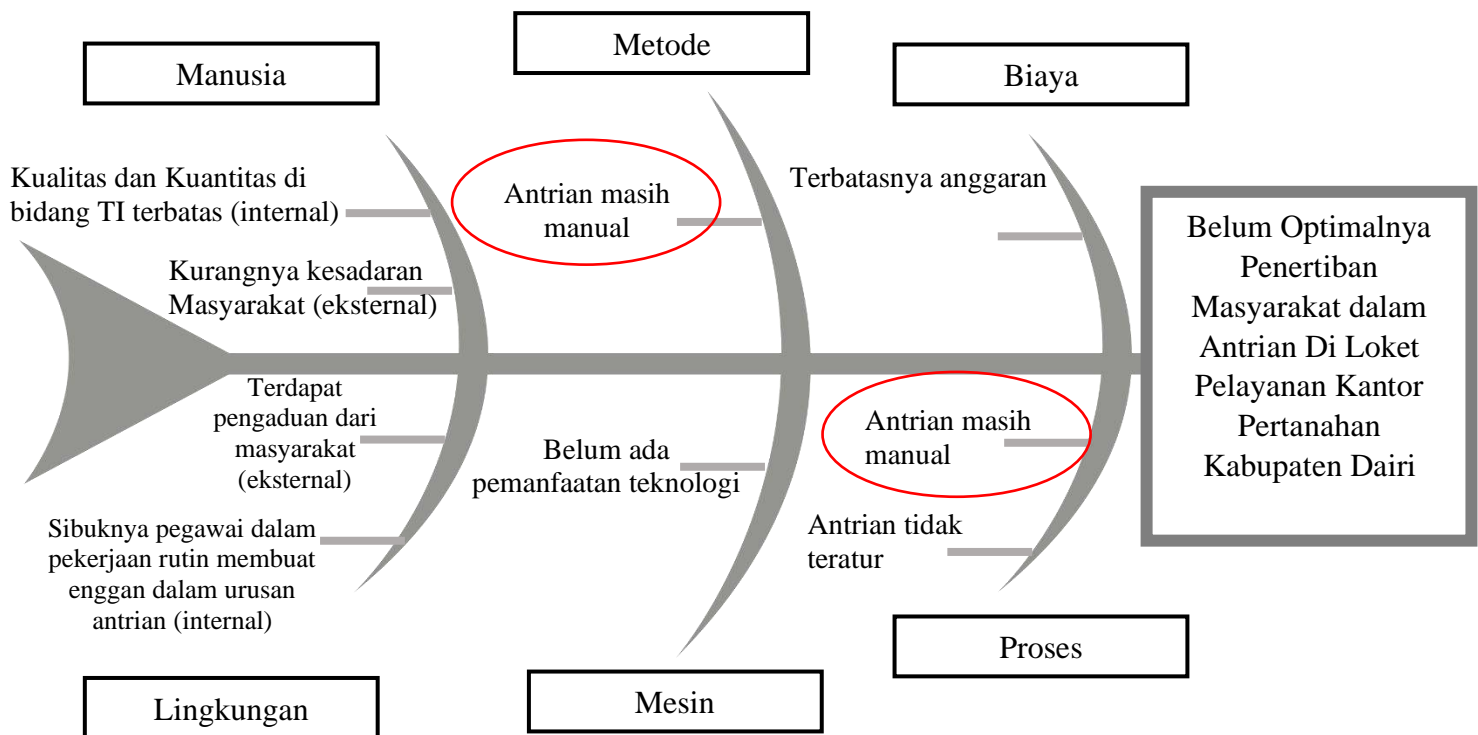 Manusia
Metode
Biaya
Kualitas dan Kuantitas di
bidang TI terbatas (internal)
Kurangnya kesadaran
Masyarakat (eksternal)
Antrian masih
manual
Terbatasnya anggaran
Belum Optimalnya
Penertiban
Masyarakat dalam
Antrian Di Loket
Pelayanan Kantor
Pertanahan
Kabupaten Dairi
Terdapat
pengaduan dari
masyarakat
(eksternal)
Sibuknya pegawai dalam
pekerjaan rutin membuat
enggan dalam urusan
antrian (internal)
Belum ada
pemanfaatan teknologi
Antrian masih
manual
Antrian tidak
teratur
Lingkungan
Mesin
Proses